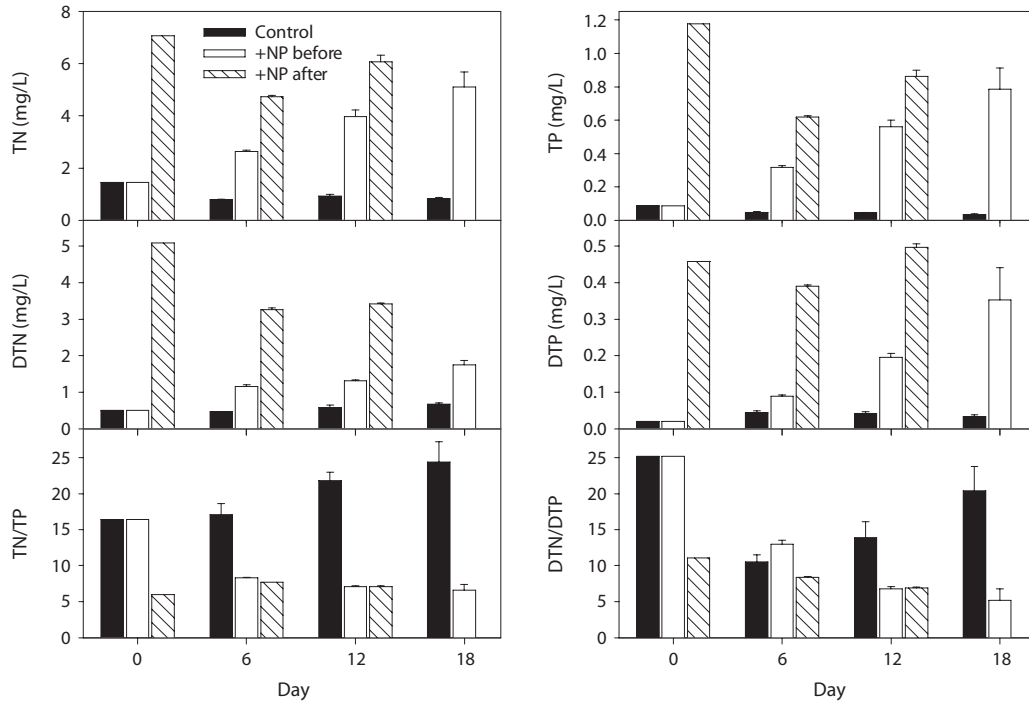 8
6
4
2
0
TN (mg/L)
Control
+NP before
+NP after
1.2
1.0
0.8
0.6
0.4
0.2
0.0
TP (mg/L)
5
4
3
2
1
0
DTN (mg/L)
0.5
0.4
0.3
0.2
0.1
0.0
DTP (mg/L)
25
20
15
10
5
0
TN/TP
0 6 12 18
Day
25
20
15
10
5
0
DTN/DTP
0 6 12 18
Day